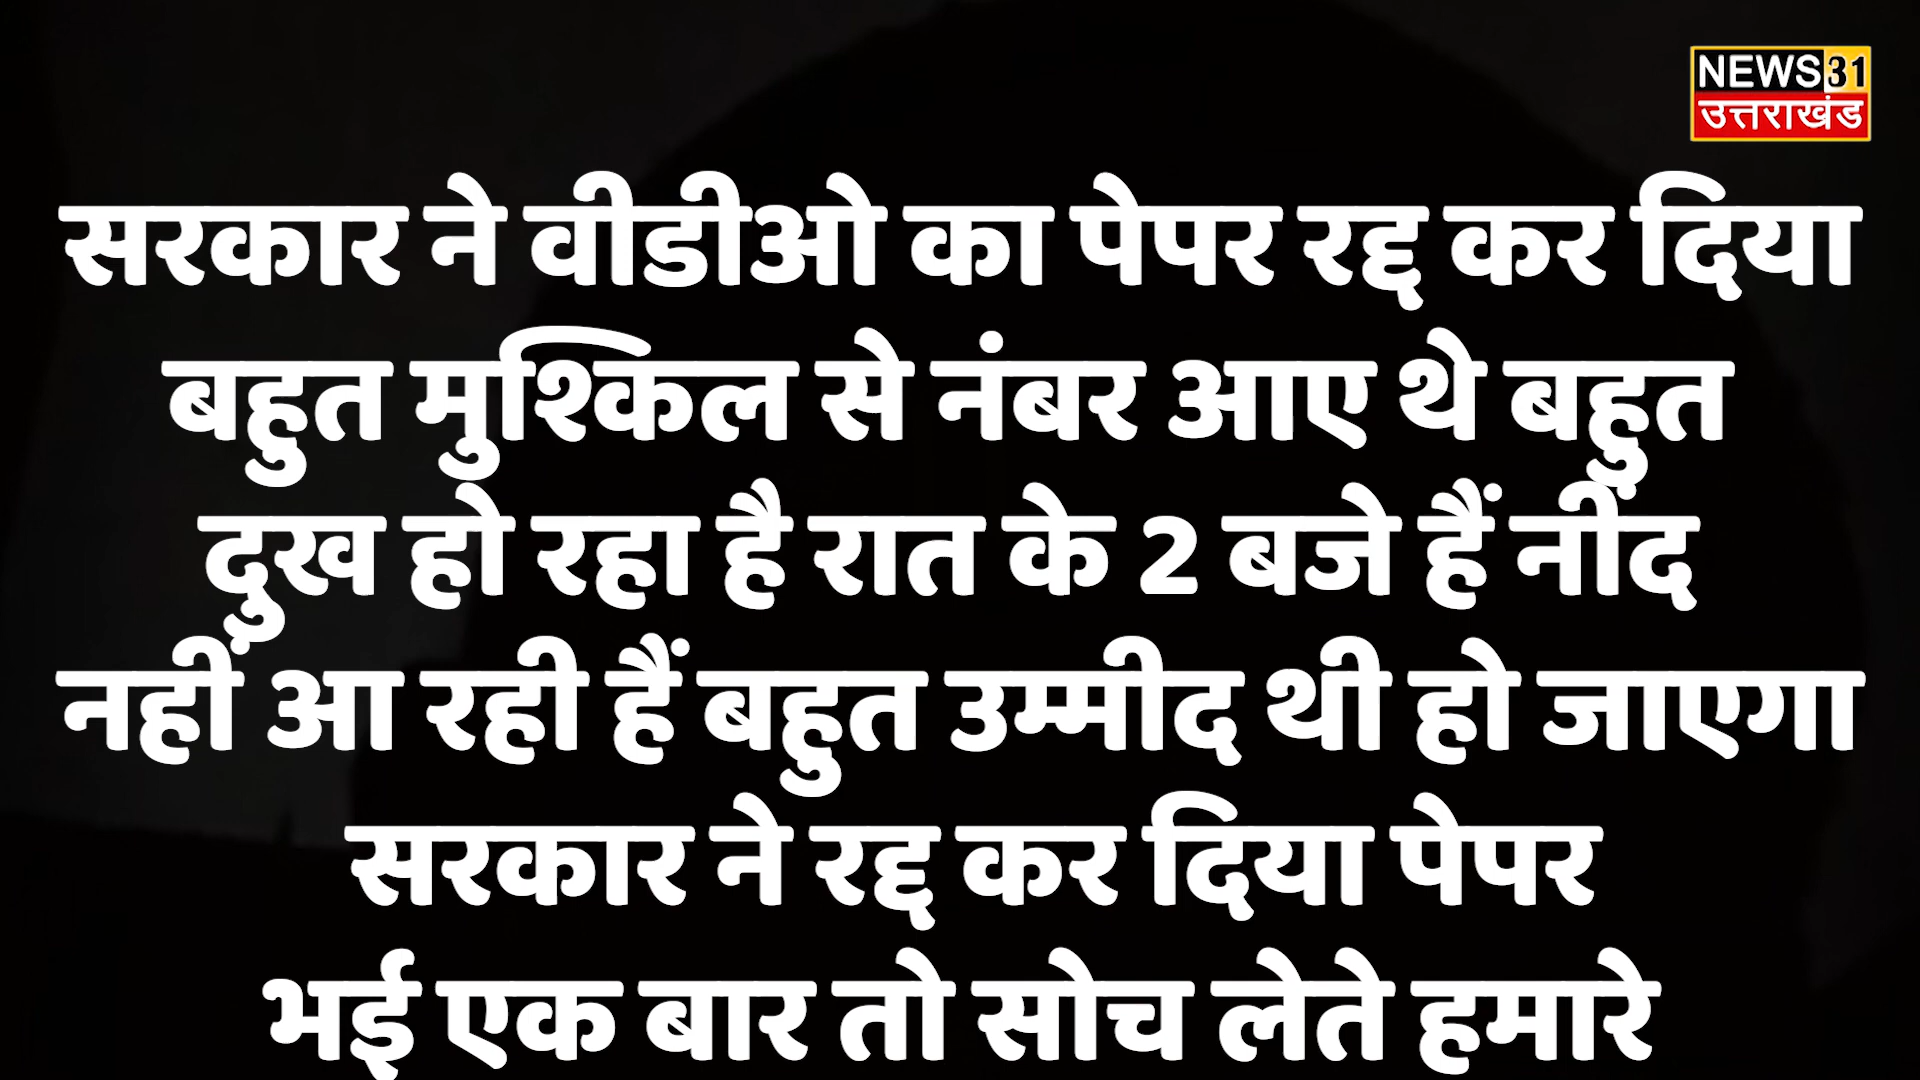 NEWS31
उत्तराखंड
सरकार ने वीडीओ का पेपर रद्द कर दिया
बहुत मुश्किल से नंबर आए थे बहुत
दुख हो रहा है रात के 2 बजे हैं नींद
नहीं आ रही हैं बहुत उम्मीद थी हो जाएगा
सरकार ने रद्द कर दिया पेपर
भई एक बार तो सोच लेते हमारे